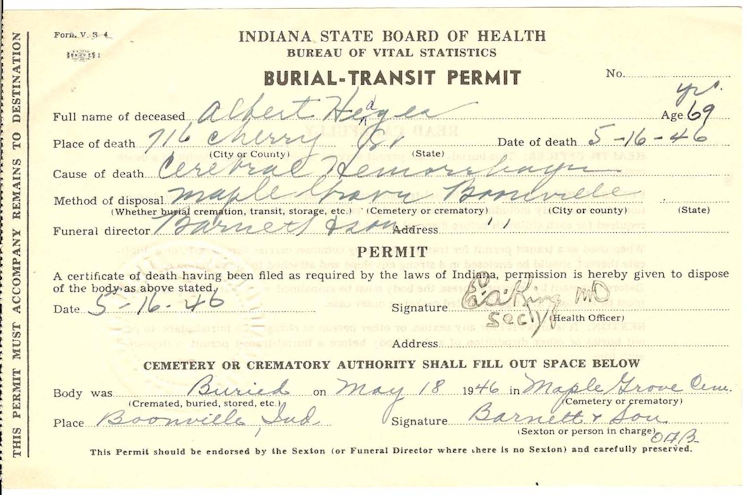 Form. V. S 4
INDIANA STATE BOARD OF HEALTH
BUREAU OF VITAL STATISTICS
BURIAL-TRANSIT PERMIT
No.
yrs.
Full name of deceased Albert Age 69
Place of death 716 Cherry St Date of death 5-16-46
(City or County) (State)
Cause of death Cerebral
Method of disposal Maple Grove Boonville
(Whether burial cremation, transit, storage, etc.) (Cemetery or crematory) (City or county) (State)
Funeral director Barnett & Son Address ''
PERMIT
A certificate of death having been filed as required by the laws of Indiana, permission is hereby given to dispose
of the body as above stated.
Date 5-16-46 Signature King MD
Secly (Health Officer)
Address
CEMETERY OR CREMATORY AUTHORITY SHALL FILL OUT SPACE BELOW
Body was Buried on May 18 1946 in Maple Grove Cem.
(Cremated, buried, stored, etc.) (Cemetery or crematory)
Place Boonville, Ind. Signature Barnett & Son
(Sexton or person in charge)
This Permit should be endorsed by the Sexton (or Funeral Director where there is no Sexton) and carefully preserved.
THIS PERMIT MUST ACCOMPANY REMAINS TO DESTINATION